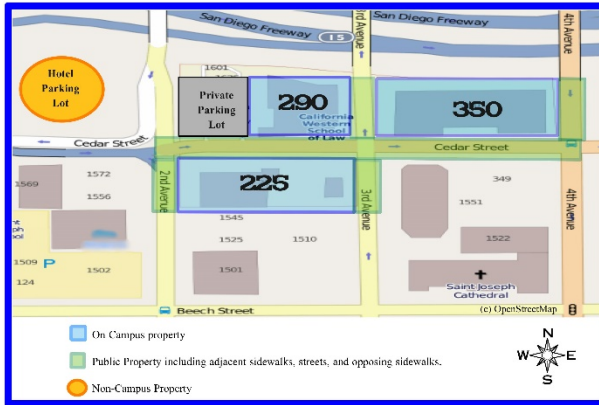 San Diego Freeway
San Diego Freeway
15
3rd Avenue
4th Avenue
Hotel
Parking
Lot
1601
Private
Parking
Lot
290
California
Western
School
of Law
350
Cedar Street
Cedar Street
2nd Avenue
225
3rd Avenue
4th Avenue
1569
1572
1556
349
1551
1545
1525
1510
1522
1509
P
1502
1501
124
Saint Joseph
Cathedral
Beech Street
(c) OpenStreetMap
On Campus property
Public Property including adjacent sidewalks, streets, and opposing sidewalks.
Non-Campus Property
N
W
E
S